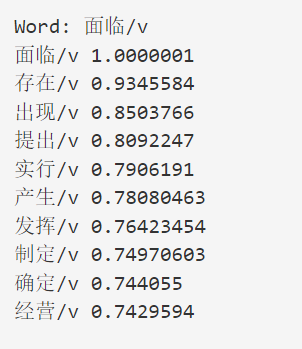 Word: 面临/v
面临/v 1.0000001
存在/v 0.9345584
出现/v 0.8503766
提出/v 0.8092247
实行/v 0.7906191
产生/v 0.78080463
发挥/v 0.76423454
制定/v 0.74970603
确定/v 0.744055
经营/v 0.7429594